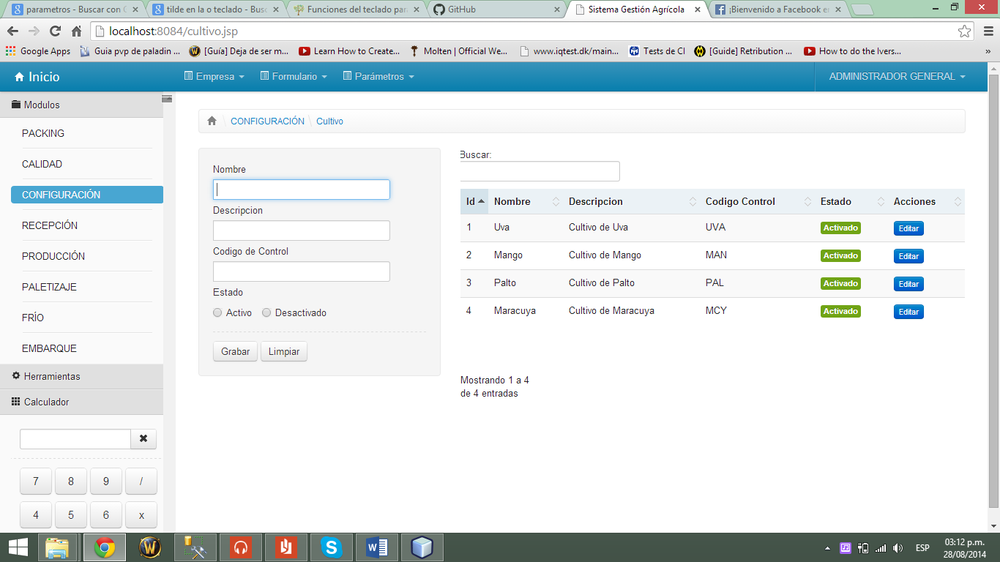 parametros - Buscar con G
tilde en la o teclado - Bus
Funciones del teclado par
GitHub
Sistema Gestión Agrícola
¡Bienvenido a Facebook e
localhost:8084/cultivo.jsp
Google Apps
Guia pvp de paladin ...
[Guía] Deja de ser m...
Learn How to Create...
Molten | Official We...
www.iqtest.dk/main...
Tests de CI
[Guide] Retribution ...
How to do the Ivers...
»
Inicio
Empresa
Formulario
Parámetros
ADMINISTRADOR GENERAL
Modulos
PACKING
CALIDAD
CONFIGURACIÓN
RECEPCIÓN
PRODUCCIÓN
PALETIZAJE
FRÍO
EMBARQUE
Herramientas
Calculador
7 8 9 /
4 5 6 x
CONFIGURACIÓN \ Cultivo
Nombre
Descripcion
Codigo de Control
Estado
Activo Desactivado
Grabar Limpiar
Buscar:
Id Nombre Descripcion Codigo Control Estado Acciones
1 Uva Cultivo de Uva UVA Activado Editar
2 Mango Cultivo de Mango MAN Activado Editar
3 Palto Cultivo de Palto PAL Activado Editar
4 Maracuya Cultivo de Maracuya MCY Activado Editar
Mostrando 1 a 4
de 4 entradas
ESP
03:12 p.m.
28/08/2014